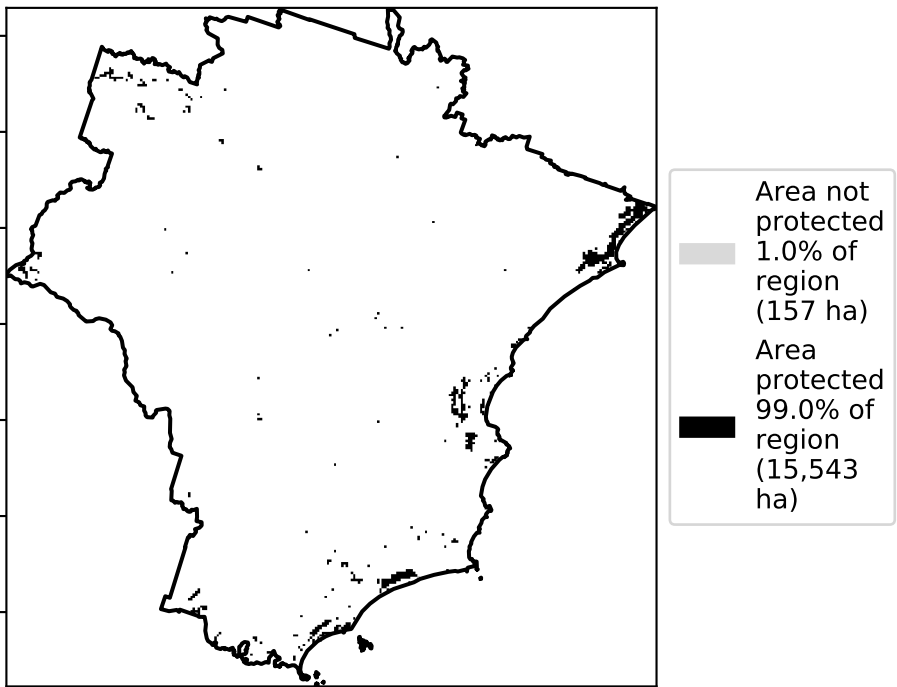 Area not
protected
1.0% of
region
(157 ha)
Area
protected
99.0% of
region
(15,543
ha)